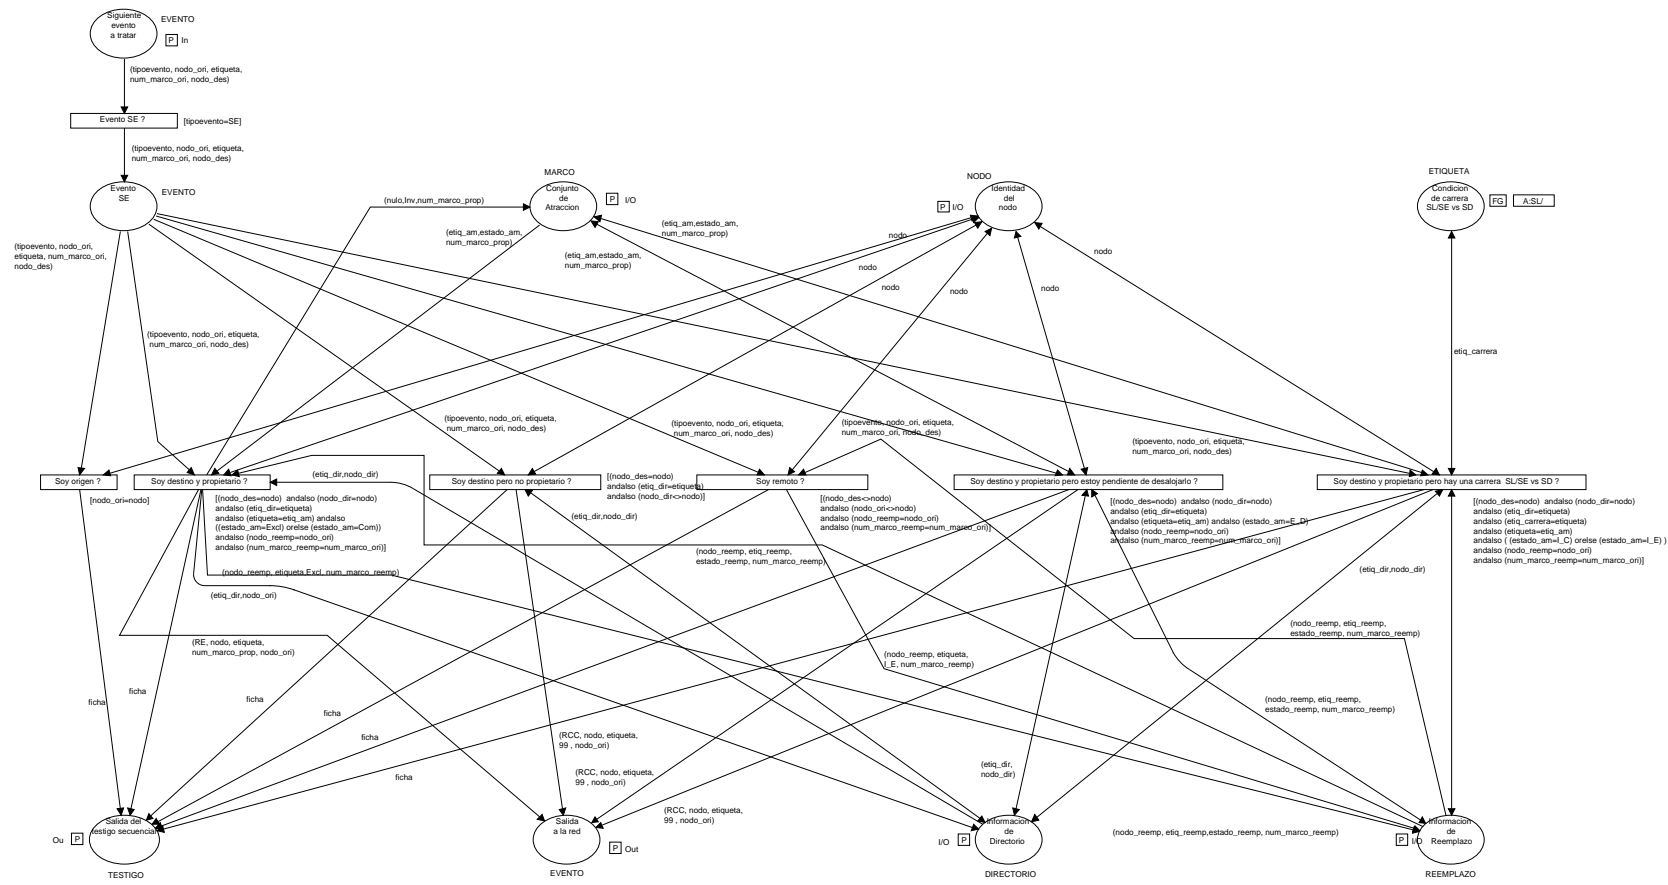 Siguiente
evento
a tratar
EVENTO
P In
(tipoevento, nodo_ori, etiqueta,
num_marco_ori, nodo_des)
Evento SE ?
[tipoevento=SE]
(tipoevento, nodo_ori, etiqueta,
num_marco_ori, nodo_des)
Evento
SE
EVENTO
MARCO
Conjunto
de
Atraccion
P I/O
NODO
Identidad
del
nodo
P I/O
ETIQUETA
Condicion
de carrera
SL/SE vs SD
FG
A:SL/
(nulo,Inv,num_marco_prop)
(etiq_am,estado_am,
num_marco_prop)
(etiq_am,estado_am,
num_marco_prop)
(etiq_am,estado_am,
num_marco_prop)
nodo
nodo
nodo
nodo
nodo
nodo
(tipoevento, nodo_ori,
etiqueta, num_marco_ori,
nodo_des)
(tipoevento, nodo_ori, etiqueta,
num_marco_ori, nodo_des)
etiq_carrera
(tipoevento, nodo_ori, etiqueta,
num_marco_ori, nodo_des)
(tipoevento, nodo_ori, etiqueta,
num_marco_ori, nodo_des)
(tipoevento, nodo_ori, etiqueta,
num_marco_ori, nodo_des)
(tipoevento, nodo_ori, etiqueta,
num_marco_ori, nodo_des)
Soy origen ?
[nodo_ori=nodo]
Soy destino y propietario ?
[(nodo_des=nodo) andalso (nodo_dir=nodo)
andalso (etiq_dir=etiqueta)
andalso (etiqueta=etiq_am) andalso
((estado_am=Excl) orelse (estado_am=Com))
andalso (nodo_reemp=nodo_ori)
andalso (num_marco_reemp=num_marco_ori)]
(etiq_dir,nodo_dir)
Soy destino pero no propietario ?
[(nodo_des=nodo)
andalso (etiq_dir=etiqueta)
andalso (nodo_dir<>nodo)]
Soy remoto ?
[(nodo_des<>nodo)
andalso (nodo_ori<>nodo)
andalso (nodo_reemp=nodo_ori)
andalso (num_marco_reemp=num_marco_ori)]
Soy destino y propietario pero estoy pendiente de desalojarlo ?
[(nodo_des=nodo) andalso (nodo_dir=nodo)
andalso (etiq_dir=etiqueta)
andalso (etiqueta=etiq_am) andalso (estado_am=E_D)
andalso (nodo_reemp=nodo_ori)
andalso (num_marco_reemp=num_marco_ori)]
Soy destino y propietario pero hay una carrera SL/SE vs SD ?
[(nodo_des=nodo) andalso (nodo_dir=nodo)
andalso (etiq_dir=etiqueta)
andalso (etiq_carrera=etiqueta)
andalso (etiqueta=etiq_am)
andalso ( (estado_am=I_C) orelse (estado_am=I_E) )
andalso (nodo_reemp=nodo_ori)
andalso (num_marco_reemp=num_marco_ori)]
(etiq_dir,nodo_dir)
(nodo_reemp, etiq_reemp,
estado_reemp, num_marco_reemp)
(nodo_reemp, etiqueta,Excl, num_marco_reemp)
(etiq_dir,nodo_ori)
(etiq_dir,nodo_dir)
(RE, nodo, etiqueta,
num_marco_prop, nodo_ori)
(nodo_reemp, etiq_reemp,
estado_reemp, num_marco_reemp)
(nodo_reemp, etiqueta,
I_E, num_marco_reemp)
(nodo_reemp, etiq_reemp,
estado_reemp, num_marco_reemp)
ficha
ficha
ficha
ficha
ficha
ficha
(RCC, nodo, etiqueta,
99 , nodo_ori)
(RCC, nodo, etiqueta,
99 , nodo_ori)
(RCC, nodo, etiqueta,
99 , nodo_ori)
(etiq_dir,
nodo_dir)
(nodo_reemp, etiq_reemp,estado_reemp, num_marco_reemp)
Ou P
Salida del
testigo secuencial
TESTIGO
Salida
a la red
P Out
EVENTO
I/O P
Informacion
de
Directorio
DIRECTORIO
P I/O
Informacion
de
Reemplazo
REEMPLAZO